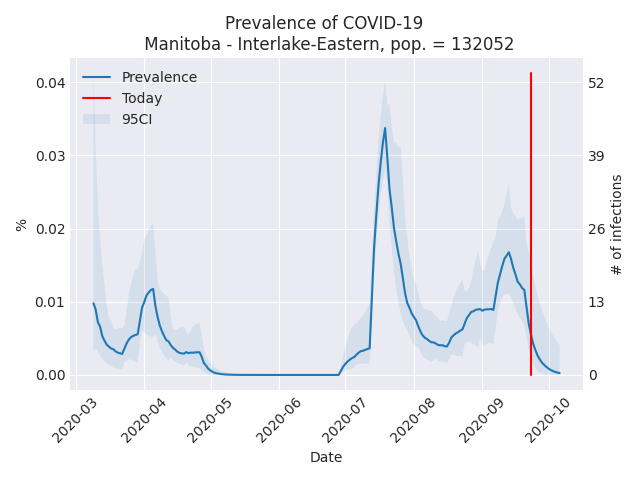 Prevalence of COVID-19
Manitoba - Interlake-Eastern, pop. = 132052
Prevalence
Today
95CI
0.04
0.03
0.02
0.01
0.00
%
52
39
26
13
0
# of infections
2020-03
2020-04
2020-05
2020-06
2020-07
2020-08
2020-09
2020-10
Date